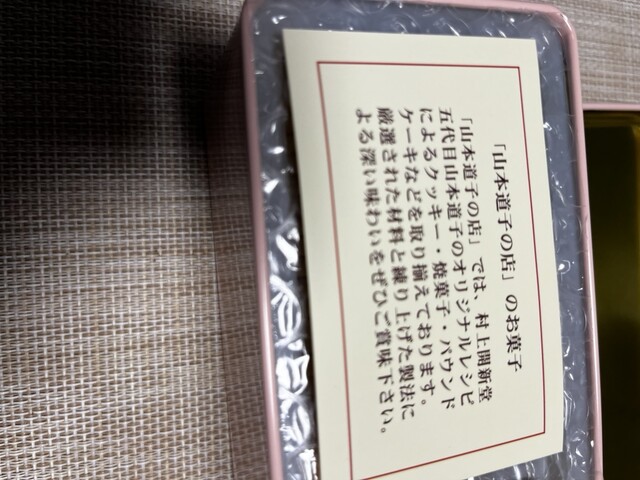 「山本道子の店」のお菓子
「山本道子の店」では、村上開新堂
五代目山本道子のオリジナルレシピ
によるクッキー・焼菓子・パウンド
ケーキなどを取り揃えております。
厳選された材料と練り上げた製法に
よる深い味わいをぜひご賞味下さい。